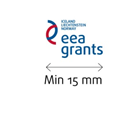 ICELAND
LIECHTENSTEIN
NORWAY
eea
grants
Min 15 mm